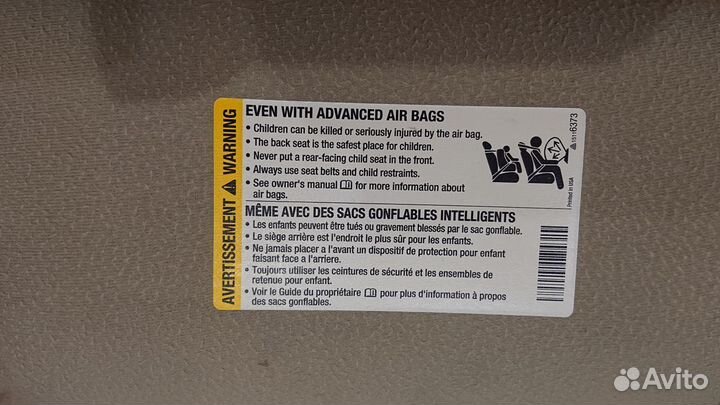 AVERTISSEMENT ⚠ WARNING
EVEN WITH ADVANCED AIR BAGS
• Children can be killed or seriously injured by the air bag.
• The back seat is the safest place for children.
• Never put a rear-facing child seat in the front.
• Always use seat belts and child restraints.
• See owner's manual for more information about
air bags.
MÊME AVEC DES SACS GONFLABLES INTELLIGENTS
• Les enfants peuvent être tués ou gravement blessés par le sac gonflable.
• Le siège arrière est l'endroit le plus sûr pour les enfants.
• Ne jamais placer a l'avant un dispositif de protection pour enfant
faisant face a l'arriere.
• Toujours utiliser les ceintures de sécurité et les ensembles de
retenue pour enfant.
• Voir le Guide du propriétaire pour plus d'information à propos
des sacs gonflables.
15116373
Printed in USA
Avito